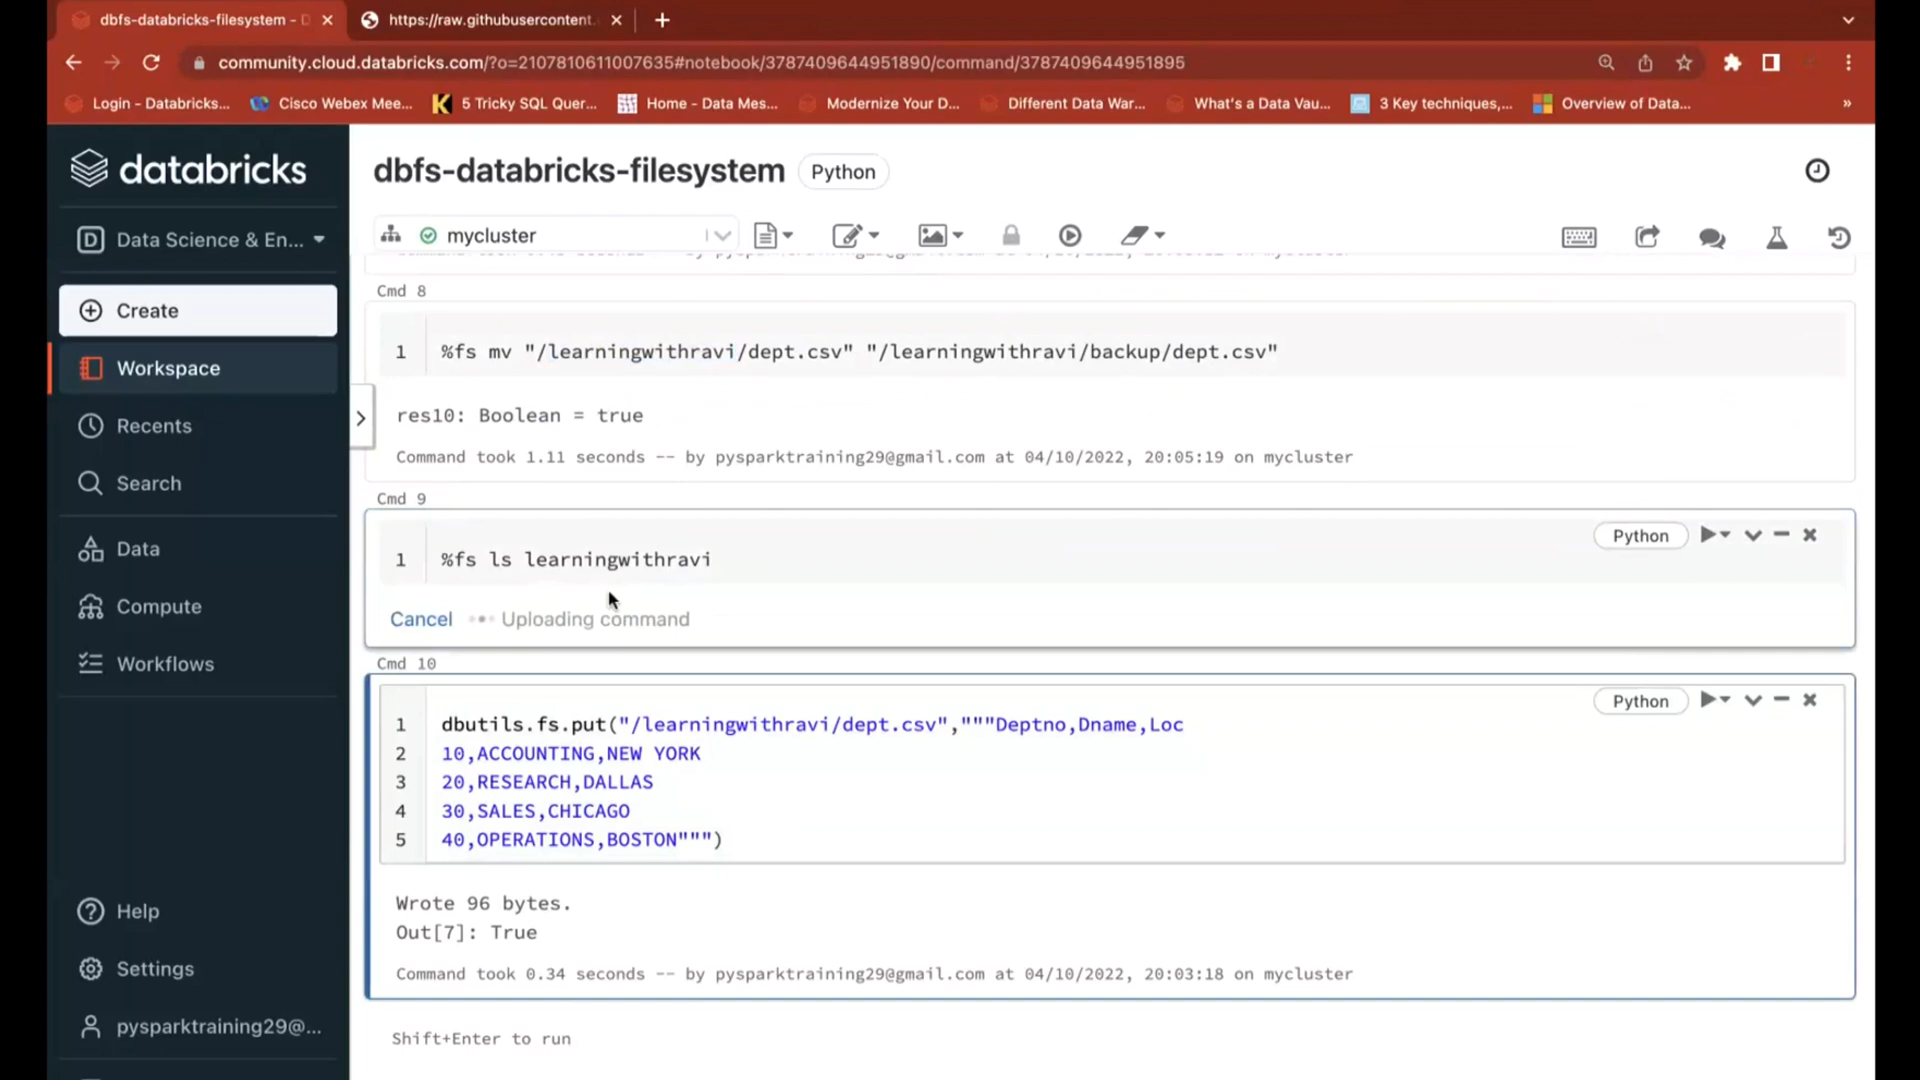 dbfs-databricks-filesystem - D
https://raw.githubusercontent.
community.cloud.databricks.com/?o=2107810611007635#notebook/3787409644951890/command/3787409644951895
Login - Databricks...
Cisco Webex Mee...
5 Tricky SQL Quer...
Home - Data Mes...
Modernize Your D...
Different Data War...
What's a Data Vau...
3 Key techniques,...
Overview of Data...
»
databricks
D Data Science & En...
Create
Workspace
Recents
Search
Data
Compute
Workflows
Help
Settings
pysparktraining29@...
dbfs-databricks-filesystem Python
mycluster
Cmd 8
1 %fs mv "/learningwithravi/dept.csv" "/learningwithravi/backup/dept.csv"
res10: Boolean = true
Command took 1.11 seconds -- by pysparktraining29@gmail.com at 04/10/2022, 20:05:19 on mycluster
Cmd 9
Python
1 %fs ls learningwithravi
Cancel Uploading command
Cmd 10
Python
1 dbutils.fs.put("/learningwithravi/dept.csv","""Deptno,Dname,Loc
2 10,ACCOUNTING,NEW YORK
3 20,RESEARCH,DALLAS
4 30,SALES,CHICAGO
5 40,OPERATIONS,BOSTON""")
Wrote 96 bytes.
Out[7]: True
Command took 0.34 seconds -- by pysparktraining29@gmail.com at 04/10/2022, 20:03:18 on mycluster
Shift+Enter to run